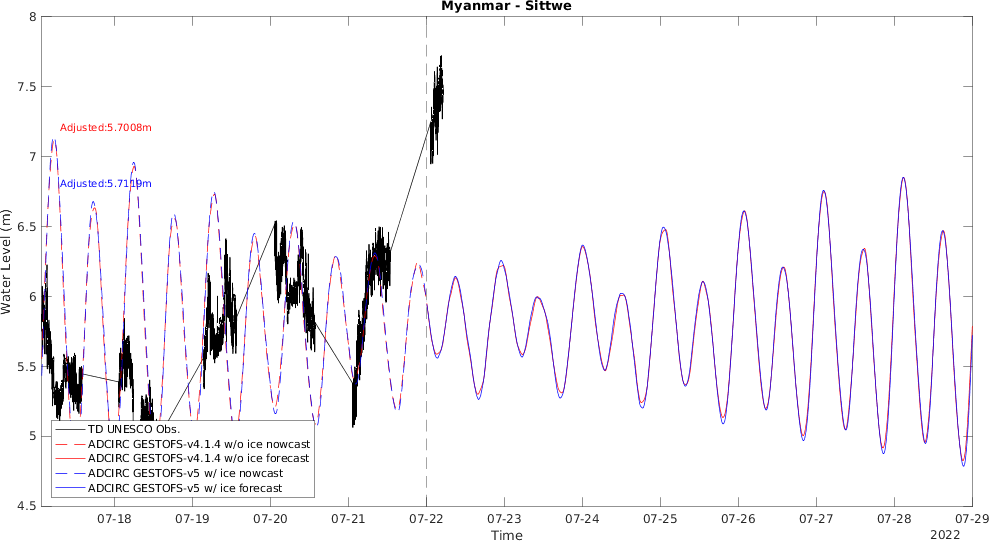 Myanmar - Sittwe
8
7.5
7
6.5
6
5.5
5
4.5
Water Level (m)
Adjusted:5.7008m
Adjusted:5.7119m
TD UNESCO Obs.
ADCIRC GESTOFS-v4.1.4 w/o ice nowcast
ADCIRC GESTOFS-v4.1.4 w/o ice forecast
ADCIRC GESTOFS-v5 w/ ice nowcast
ADCIRC GESTOFS-v5 w/ ice forecast
07-18 07-19 07-20 07-21 07-22 07-23 07-24 07-25 07-26 07-27 07-28 07-29
Time
2022